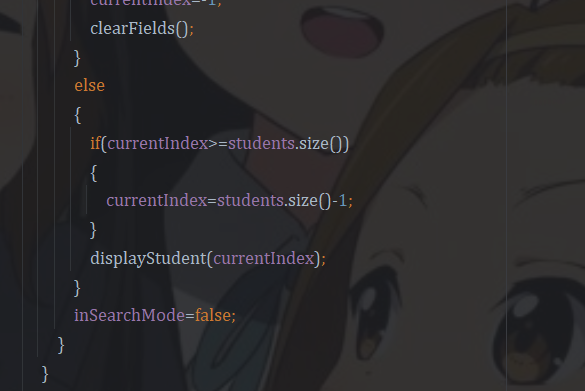 currentIndex=-1;
clearFields();
}
else
{
if(currentIndex>=students.size())
{
currentIndex=students.size()-1;
}
displayStudent(currentIndex);
}
inSearchMode=false;
}
}